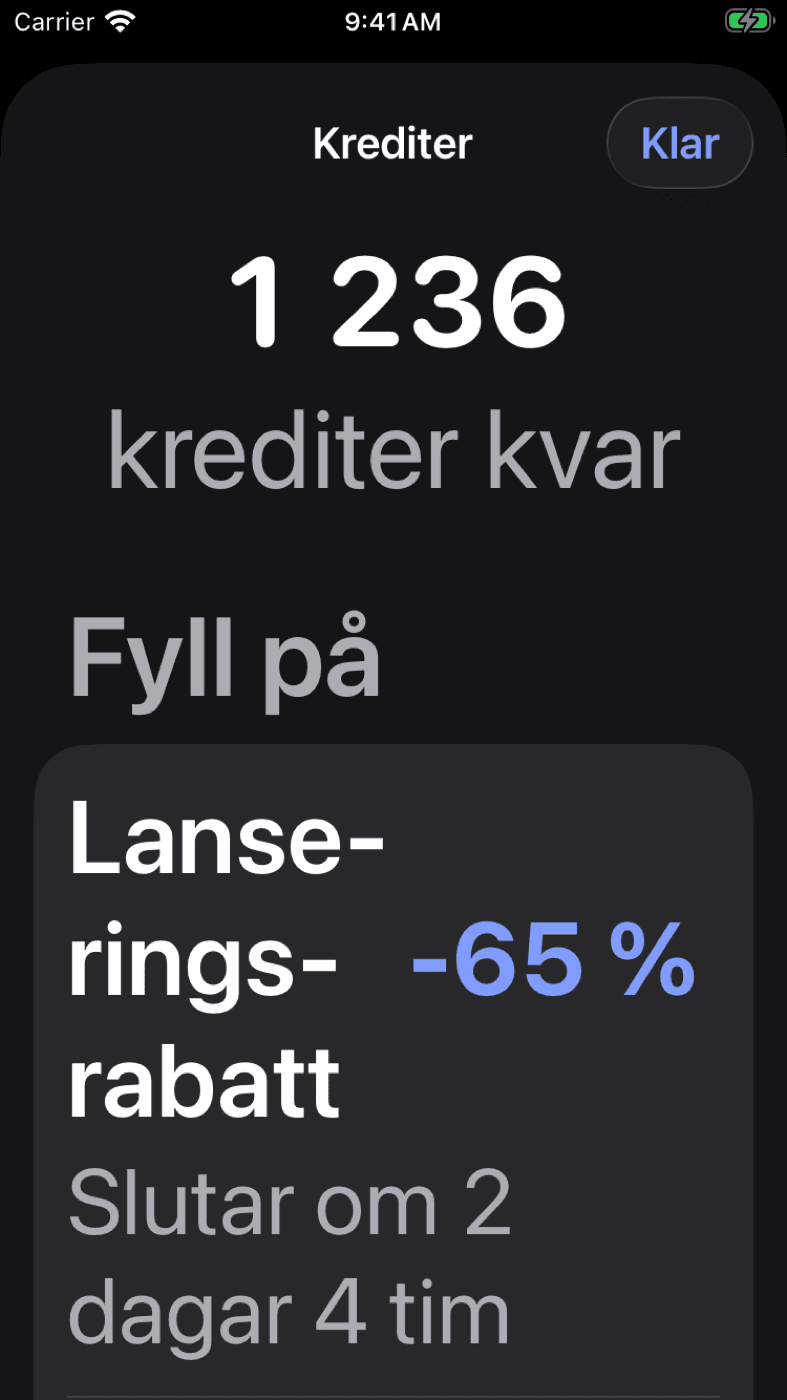 Carrier 9:41 AM
Krediter Klar
1 236
krediter kvar
Fyll på
Lanse-
rings- -65 %
rabatt
Slutar om 2
dagar 4 tim